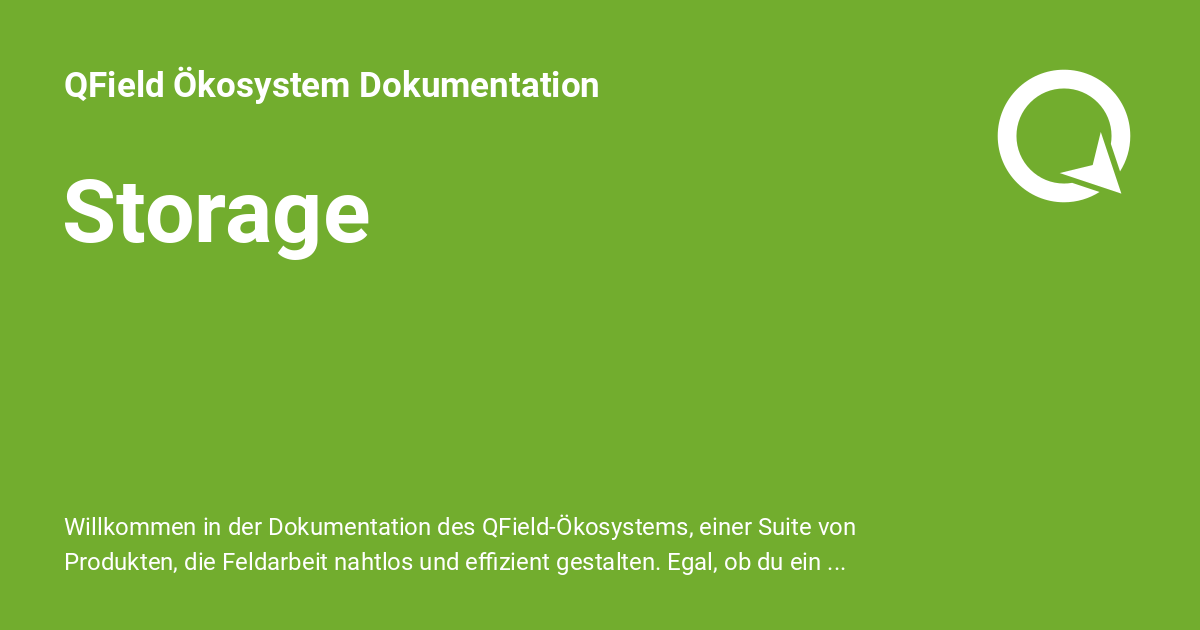 QField Ökosystem Dokumentation
Storage
Willkommen in der Dokumentation des QField-Ökosystems, einer Suite von
Produkten, die Feldarbeit nahtlos und effizient gestalten. Egal, ob du ein ...